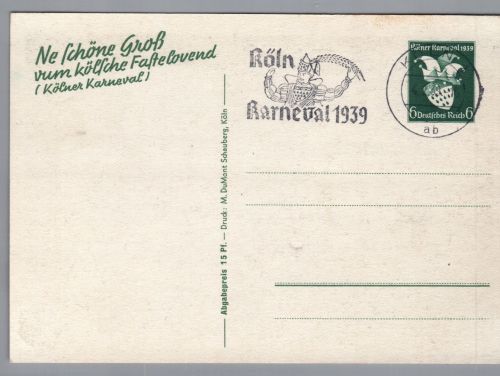 Ne schöne Groß
vum kölsche Fastelovend
(Kölner Karneval)
Köln
Karneval 1939
Kölner Karneval 1939
6 Deutsches Reich 6
ab
Abgabepreis 15 Pf. — Druck: M. DuMont Schauberg, Köln